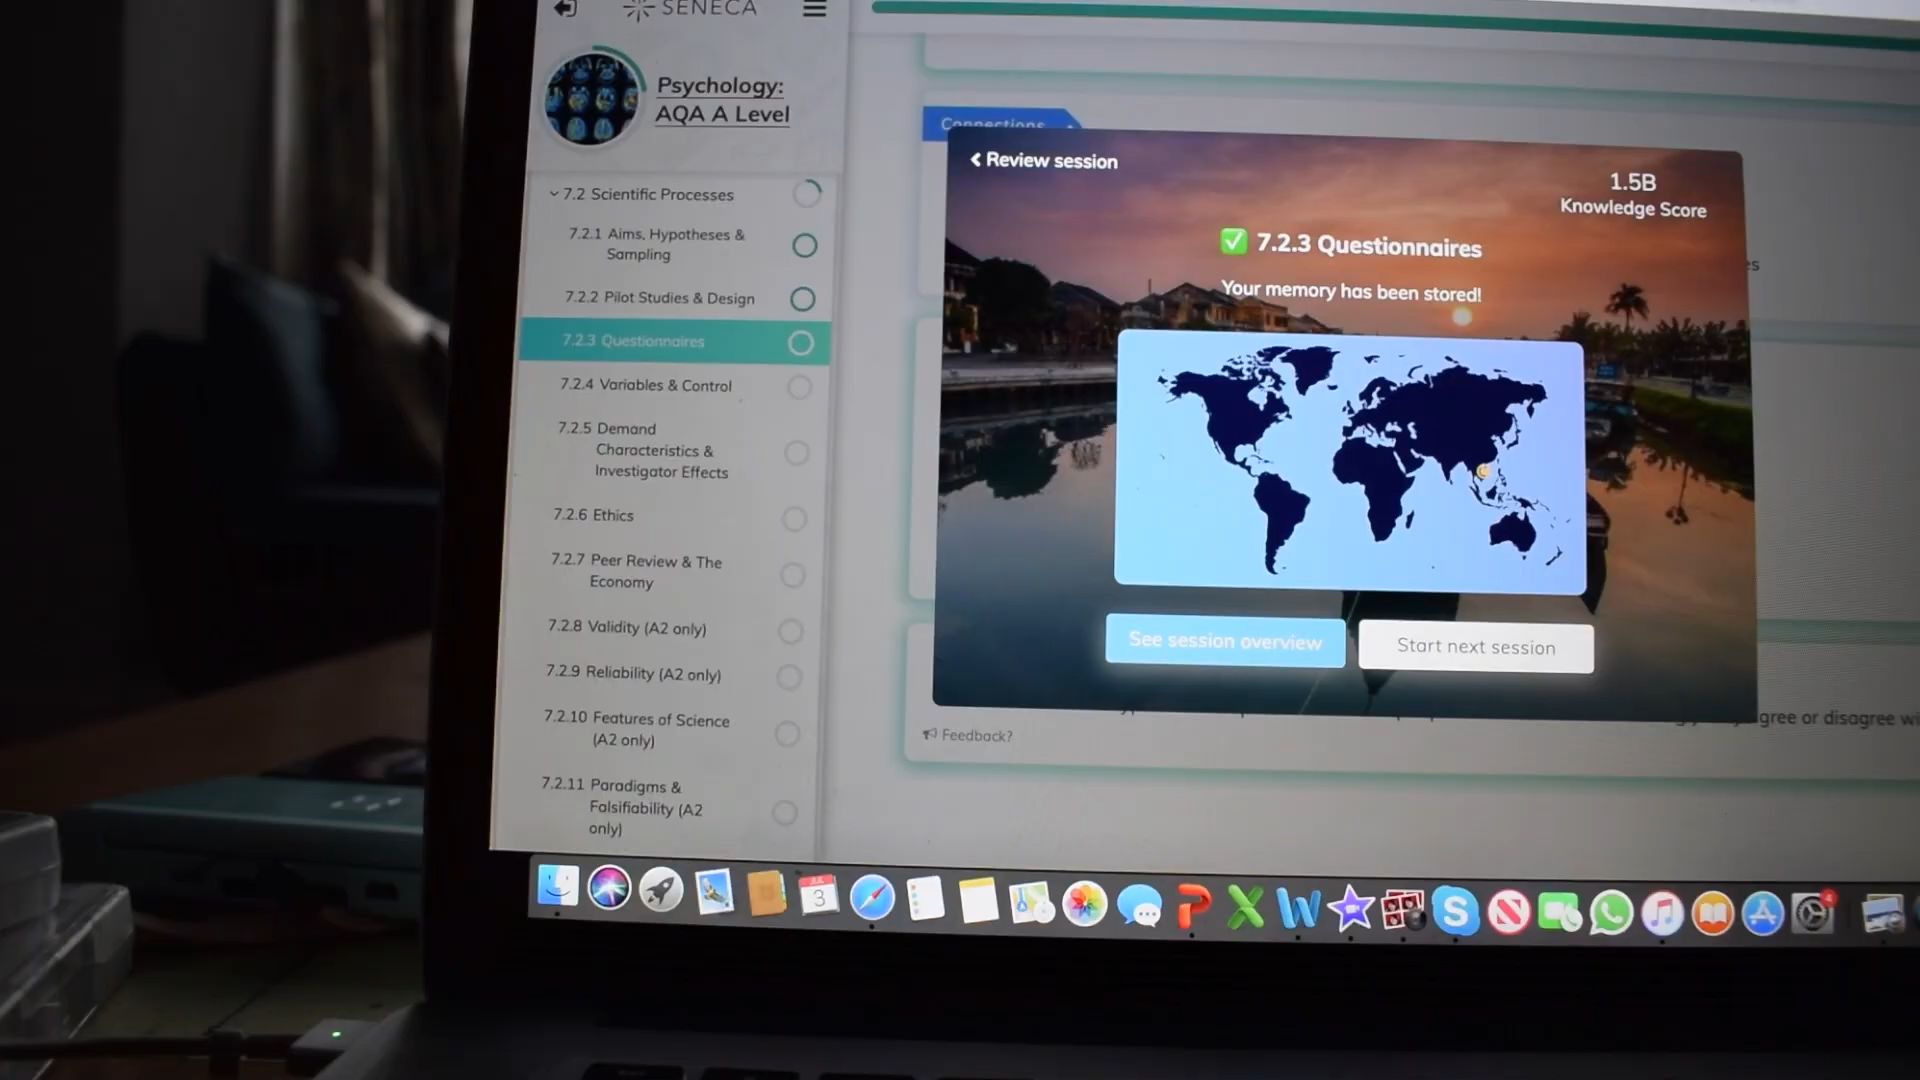 SENECA
Psychology:
AQA A Level
7.2 Scientific Processes
7.2.1 Aims, Hypotheses &
Sampling
7.2.2 Pilot Studies & Design
7.2.3 Questionnaires
7.2.4 Variables & Control
7.2.5 Demand
Characteristics &
Investigator Effects
7.2.6 Ethics
7.2.7 Peer Review & The
Economy
7.2.8 Validity (A2 only)
7.2.9 Reliability (A2 only)
7.2.10 Features of Science
(A2 only)
7.2.11 Paradigms &
Falsifiability (A2
only)
Connections
Review session
1.5B
Knowledge Score
7.2.3 Questionnaires
Your memory has been stored!
See session overview
Start next session
gree or disagree wi
Feedback?
JUL
3